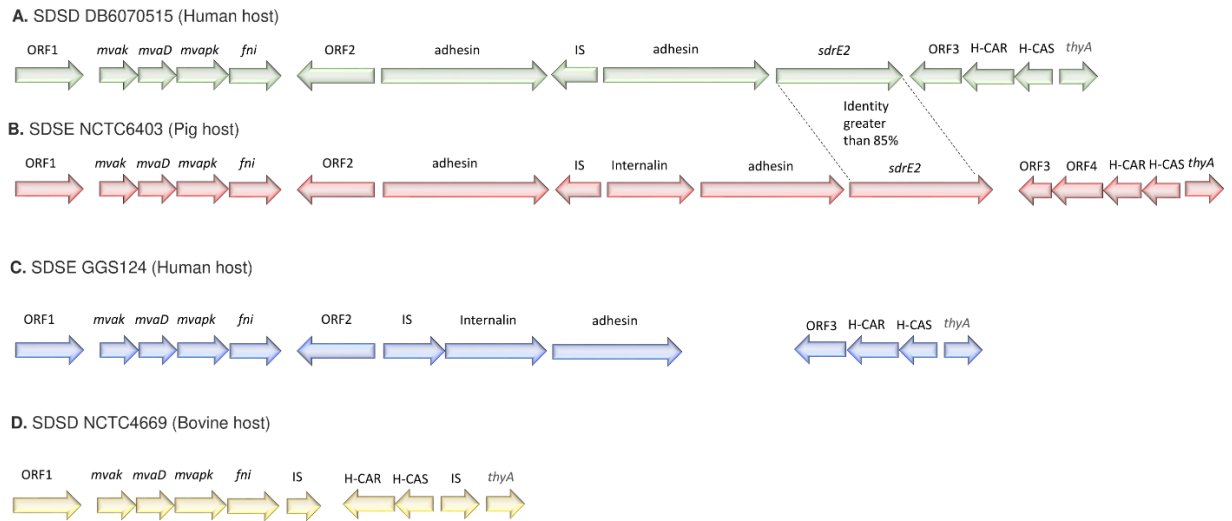 A. SDSD DB6070515 (Human host)
ORF1 mvak mvaD mvapk fni ORF2 adhesin IS adhesin sdrE2 ORF3 H-CAR H-CAS thyA
Identity
greater
than 85%
B. SDSE NCTC6403 (Pig host)
ORF1 mvak mvaD mvapk fni ORF2 adhesin IS Internalin adhesin sdrE2 ORF3 ORF4 H-CAR H-CAS thyA
C. SDSE GGS124 (Human host)
ORF1 mvak mvaD mvapk fni ORF2 IS Internalin adhesin ORF3 H-CAR H-CAS thyA
D. SDSD NCTC4669 (Bovine host)
ORF1 mvak mvaD mvapk fni IS H-CAR H-CAS IS thyA